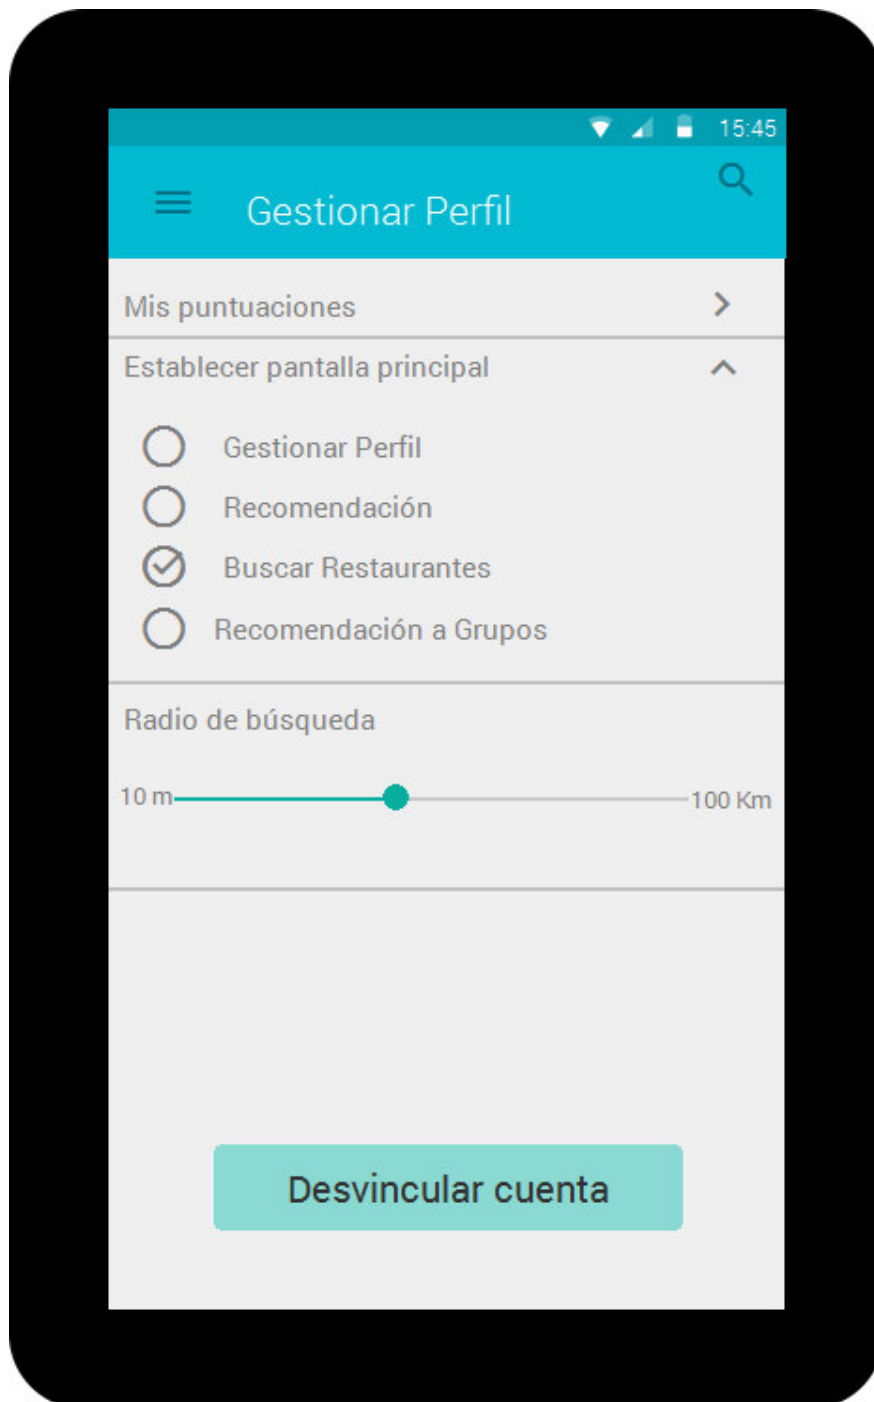 15:45
Gestionar Perfil
Mis puntuaciones
Establecer pantalla principal
Gestionar Perfil
Recomendación
Buscar Restaurantes
Recomendación a Grupos
Radio de búsqueda
10 m 100 Km
Desvincular cuenta